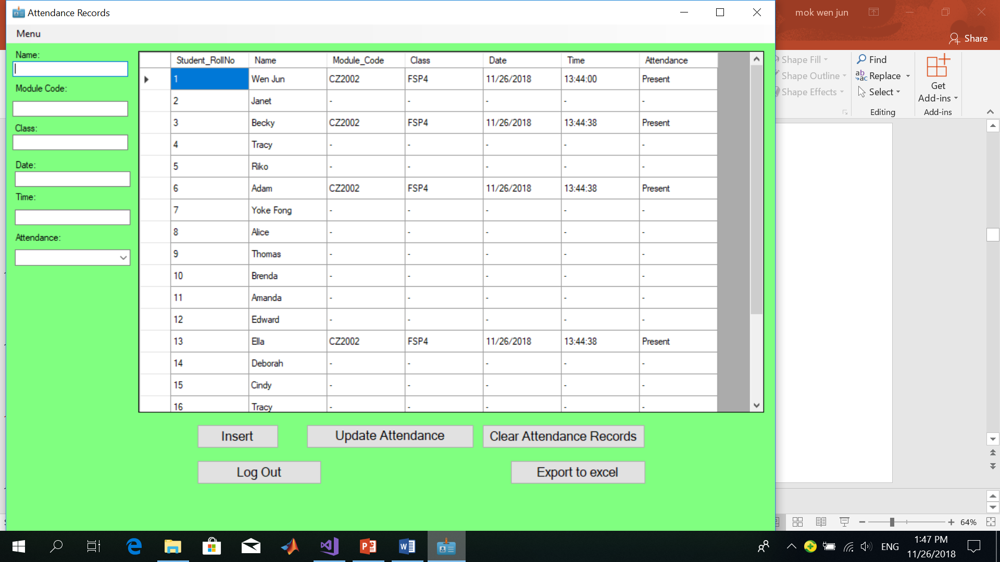 Attendance Records
mok wen jun
Menu
Share
Name:
Module Code:
Class:
Date:
Time:
Attendance:
Student_RollNo Name Module_Code Class Date Time Attendance
1 Wen Jun CZ2002 FSP4 11/26/2018 13:44:00 Present
2 Janet - - - - -
3 Becky CZ2002 FSP4 11/26/2018 13:44:38 Present
4 Tracy - - - - -
5 Riko - - - - -
6 Adam CZ2002 FSP4 11/26/2018 13:44:38 Present
7 Yoke Fong - - - - -
8 Alice - - - - -
9 Thomas - - - - -
10 Brenda - - - - -
11 Amanda - - - - -
12 Edward - - - - -
13 Ella CZ2002 FSP4 11/26/2018 13:44:38 Present
14 Deborah - - - - -
15 Cindy - - - - -
16 Tracy - - - - -
Insert
Update Attendance
Clear Attendance Records
Log Out
Export to excel
Shape Fill
Shape Outline
Shape Effects
Find
Replace
Select
Editing
Get
Add-ins
Add-ins
64%
ENG
1:47 PM
11/26/2018